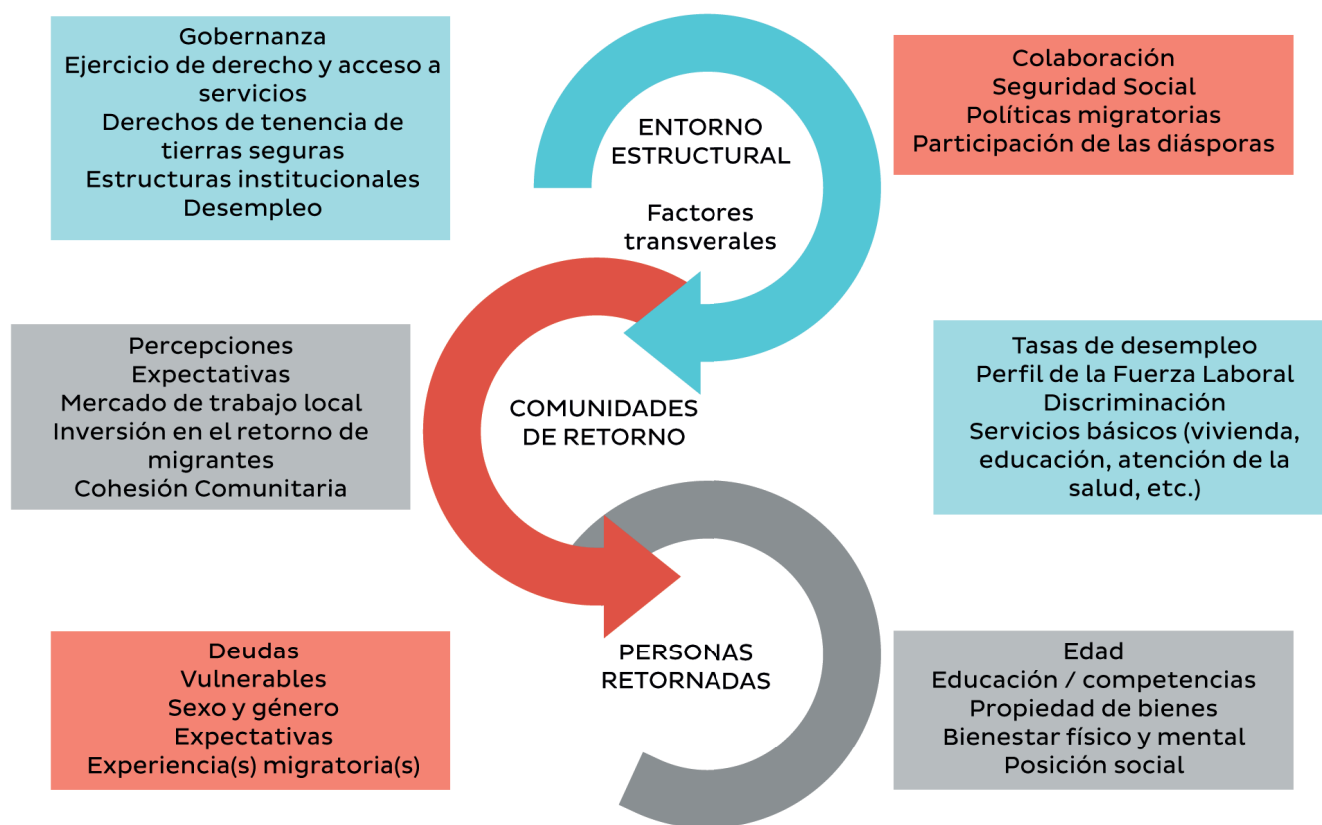 Gobernanza
Ejercicio de derecho y acceso a
servicios
Derechos de tenencia de
tierras seguras
Estructuras institucionales
Desempleo
ENTORNO
ESTRUCTURAL
Factores
transverales
Colaboración
Seguridad Social
Políticas migratorias
Participación de las diásporas
Percepciones
Expectativas
Mercado de trabajo local
Inversión en el retorno de
migrantes
Cohesión Comunitaria
COMUNIDADES
DE RETORNO
Tasas de desempleo
Perfil de la Fuerza Laboral
Discriminación
Servicios básicos (vivienda,
educación, atención de la
salud, etc.)
Deudas
Vulnerables
Sexo y género
Expectativas
Experiencia(s) migratoria(s)
PERSONAS
RETORNADAS
Edad
Educación / competencias
Propiedad de bienes
Bienestar físico y mental
Posición social